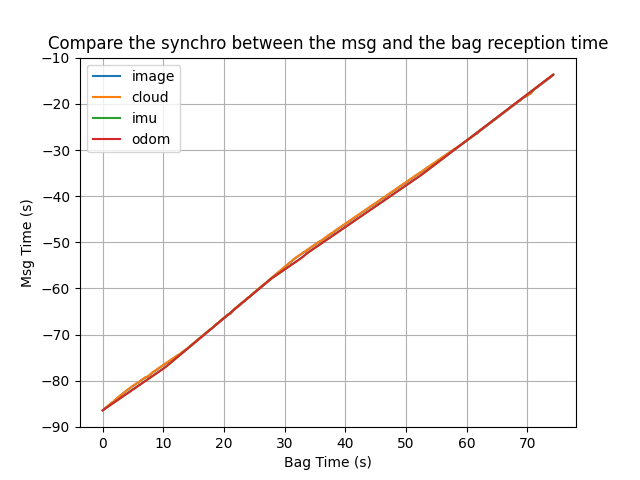 Compare the synchro between the msg and the bag reception time
image
cloud
imu
odom
Msg Time (s)
−10
−20
−30
−40
−50
−60
−70
−80
−90
0 10 20 30 40 50 60 70
Bag Time (s)